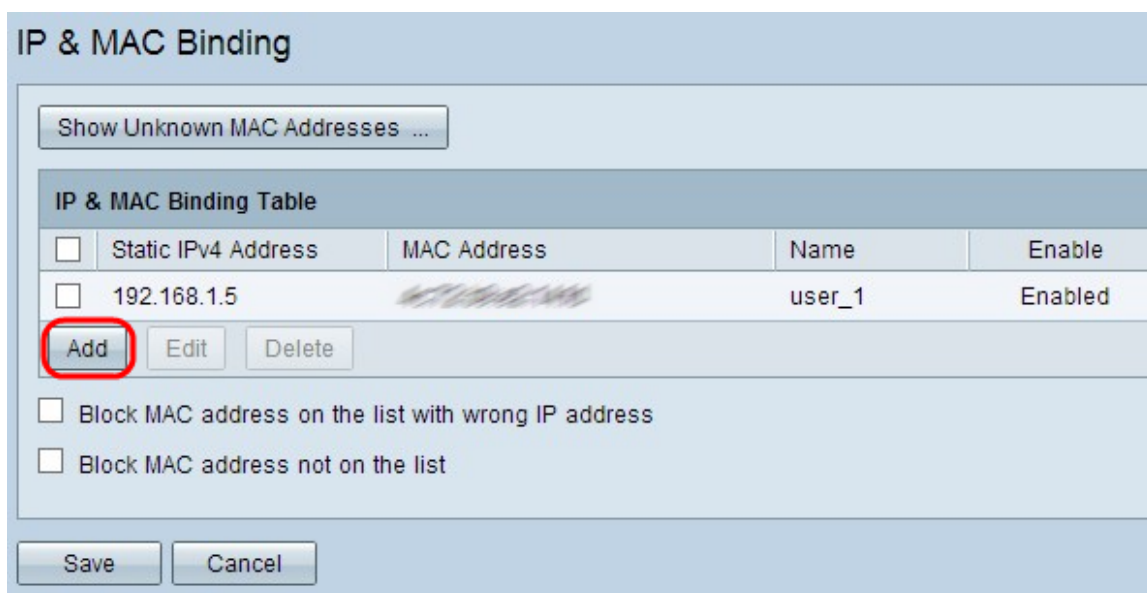 IP & MAC Binding
Show Unknown MAC Addresses ...
IP & MAC Binding Table
Static IPv4 Address MAC Address Name Enable
192.168.1.5 user_1 Enabled
Add Edit Delete
Block MAC address on the list with wrong IP address
Block MAC address not on the list
Save Cancel